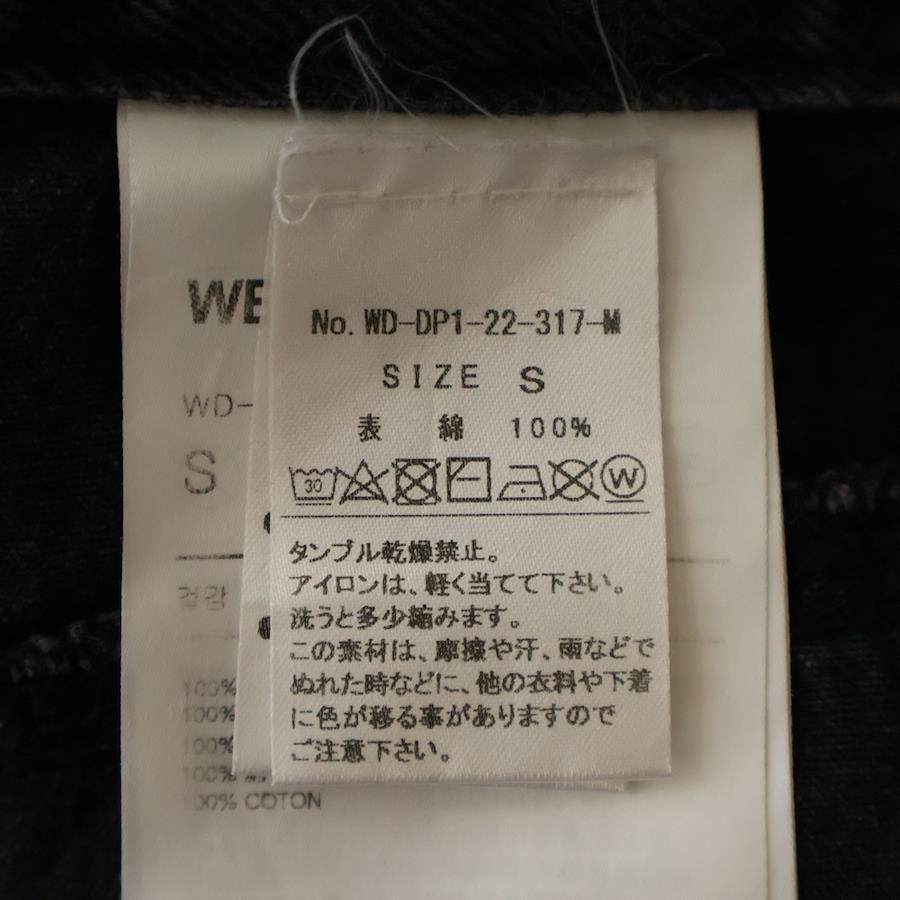 No. WD-DP1-22-317-M
SIZE S
表 綿 100%
30
W
タンブル乾燥禁止。
アイロンは、軽く当てて下さい。
洗うと多少縮みます。
この素材は、摩擦や汗、雨などで
ぬれた時などに、他の衣料や下着
に色が移る事がありますので
ご注意下さい。
WE
WD-
S
겉감
100%
100%
100%
100%
100% COTON